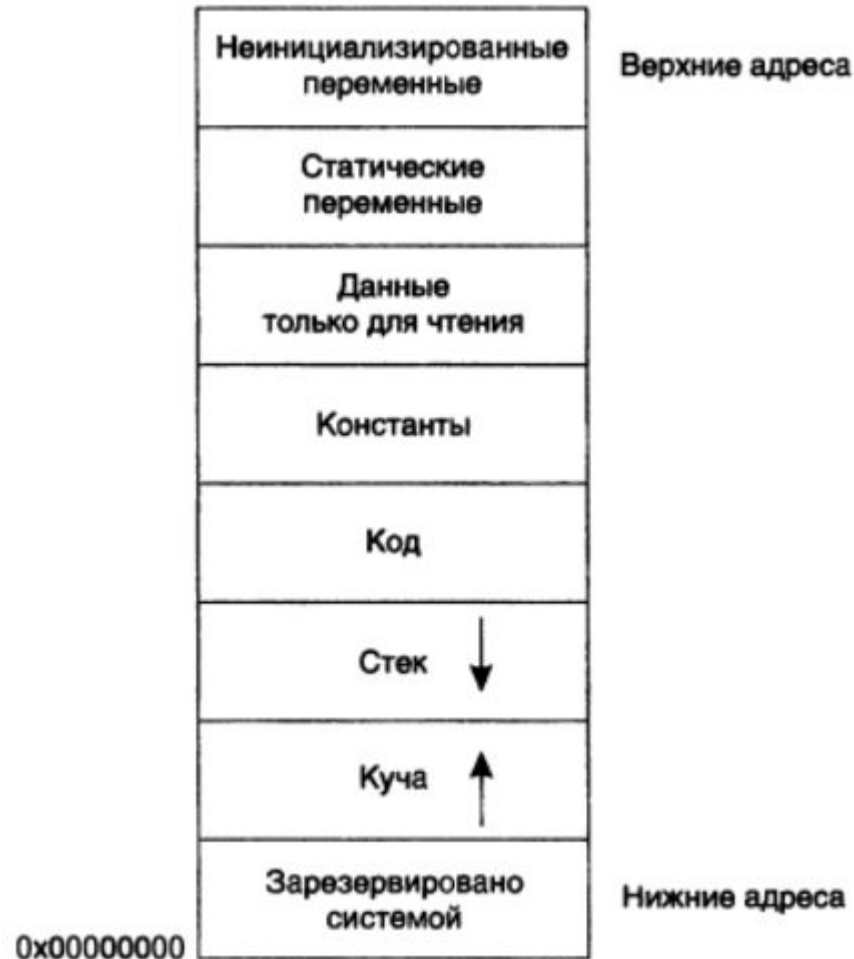 Неинициализированные
переменные
Верхние адреса
Статические
переменные
Данные
только для чтения
Константы
Код
Стек
Куча
Зарезервировано
системой
Нижние адреса
0x00000000